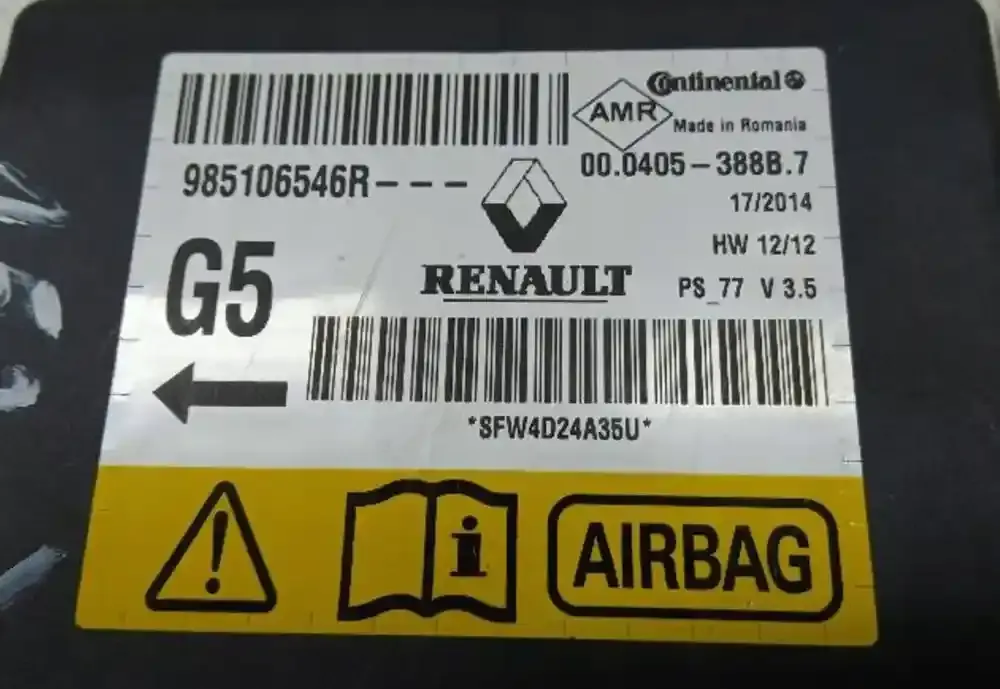 Continental
AMR
Made in Romania
985106546R---
00.0405-388B.7
17/2014
G5
HW 12/12
RENAULT
PS_77 V 3.5
*SFW4D24A35U*
i
AIRBAG